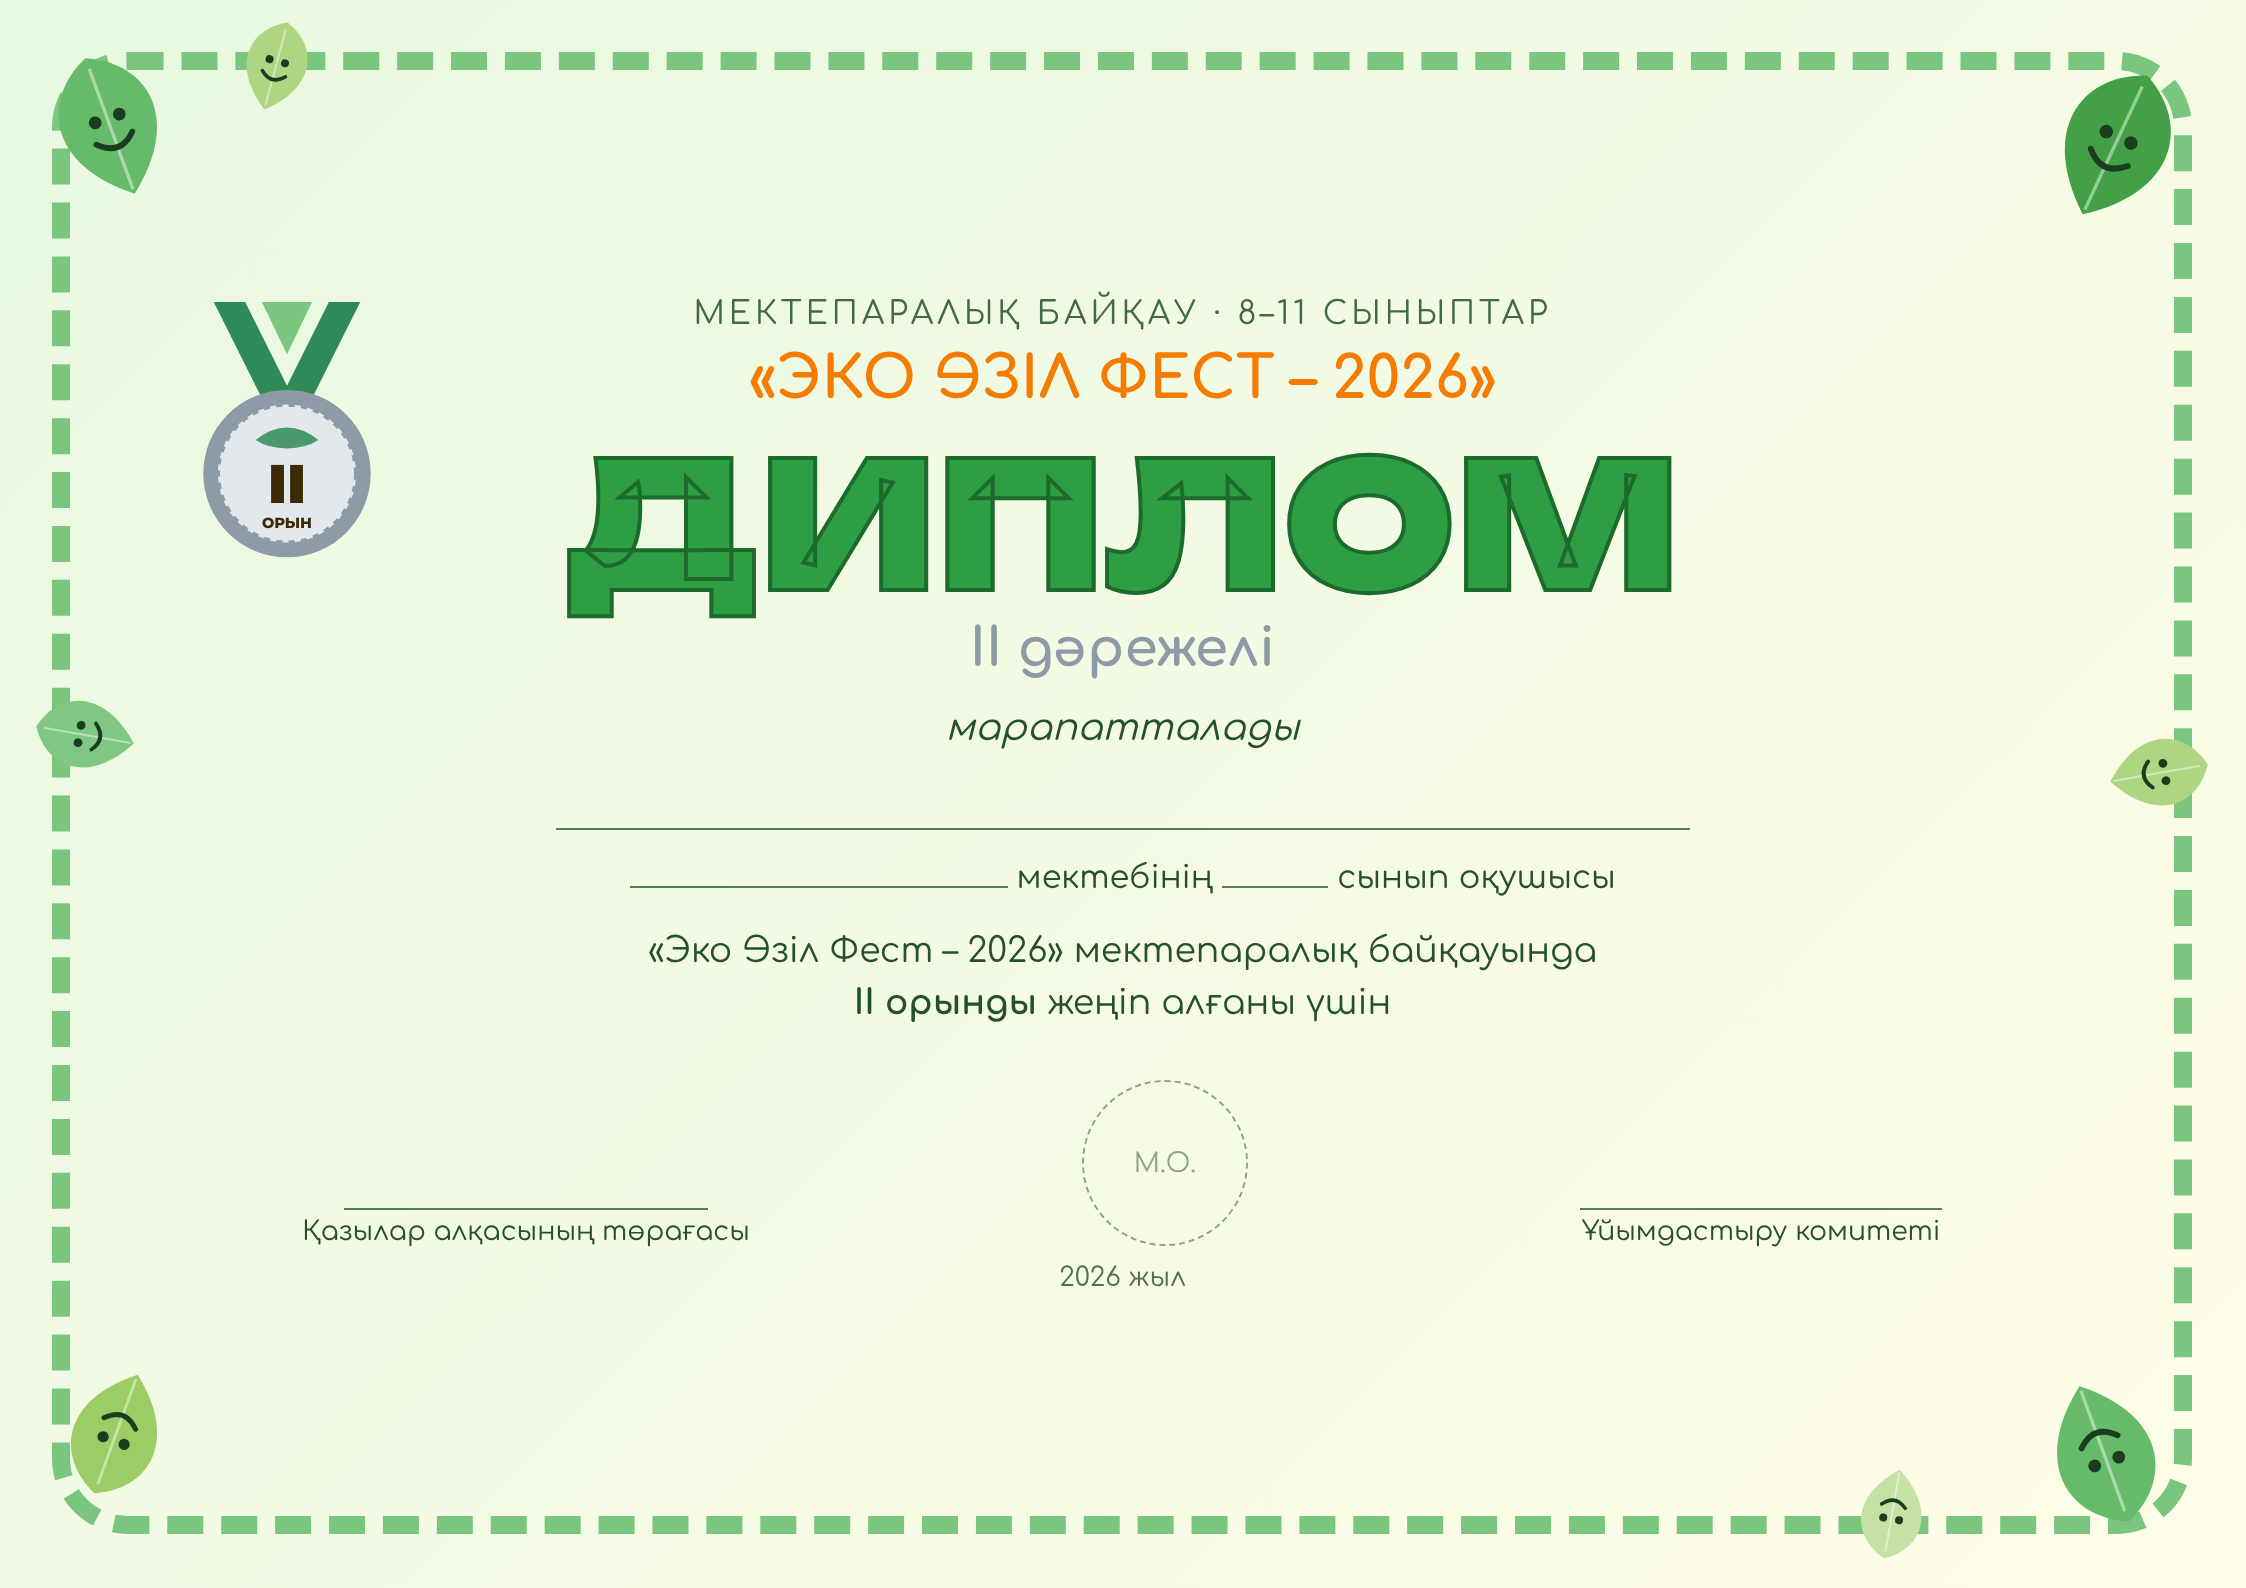 МЕКТЕПАРАЛЫҚ БАЙҚАУ · 8–11 СЫНЫПТАР
«ЭКО ӘЗІЛ ФЕСТ – 2026»
II
ОРЫН
ДИПЛОМ
II дәрежелі
марапатталады
мектебінің сынып оқушысы
«Эко Әзіл Фест – 2026» мектепаралық байқауында
II орынды жеңіп алғаны үшін
М.О.
Қазылар алқасының төрағасы
Ұйымдастыру комитеті
2026 жыл